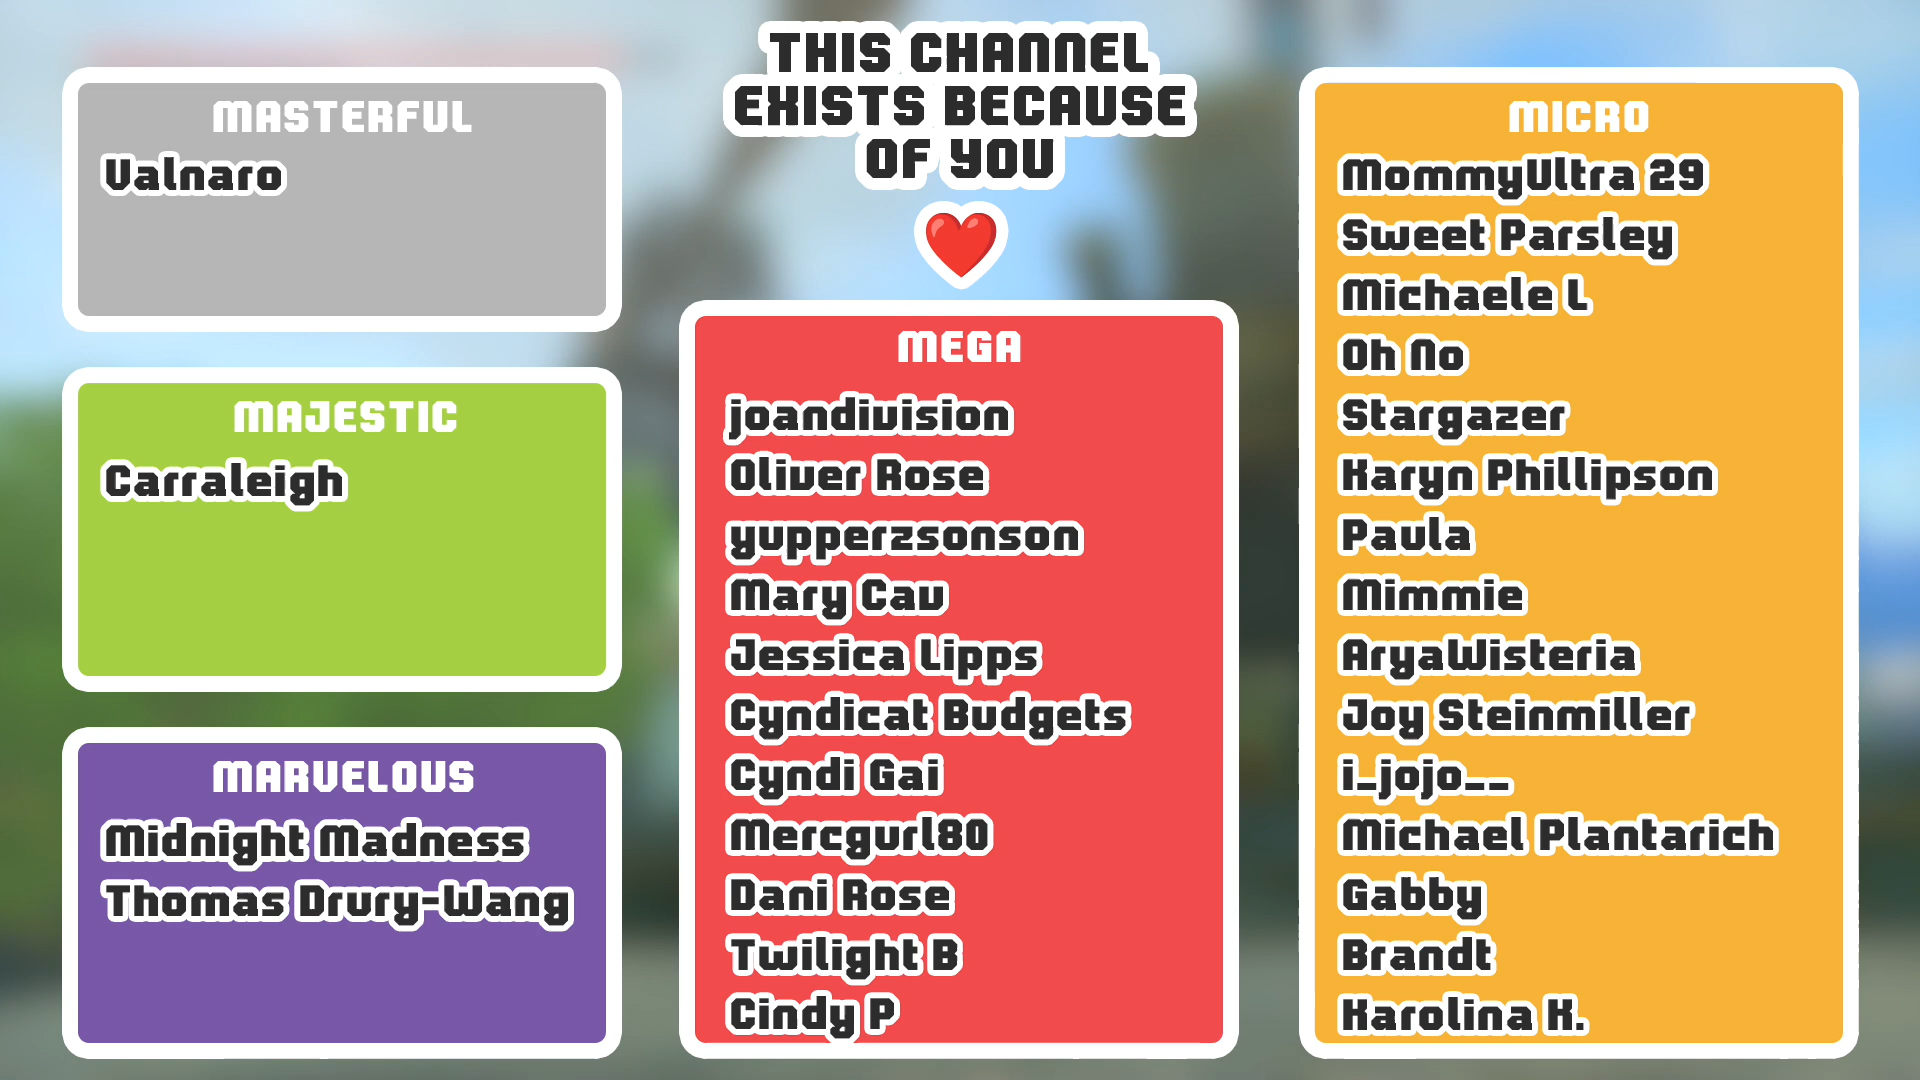 THIS CHANNEL
EXISTS BECAUSE
OF YOU
MASTERFUL
Valnaro
MAJESTIC
Carraleigh
MARVELOUS
Midnight Madness
Thomas Drury-Wang
MEGA
joandivision
Oliver Rose
yupperzsonson
Mary Cav
Jessica Lipps
Cyndicat Budgets
Cyndi Gai
Mercgurl80
Dani Rose
Twilight B
Cindy P
MICRO
MommyUltra 29
Sweet Parsley
Michaele L
Oh No
Stargazer
Karyn Phillipson
Paula
Mimmie
AryaWisteria
Joy Steinmiller
i_jojo__
Michael Plantarich
Gabby
Brandt
Karolina K.